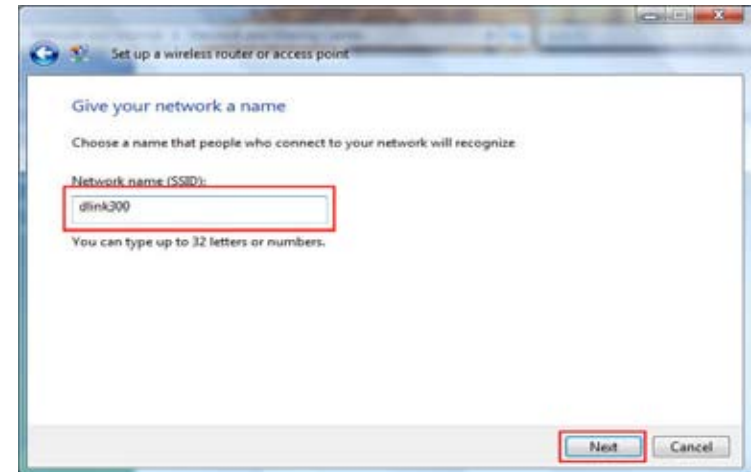 Set up a wireless router or access point
Give your network a name
Choose a name that people who connect to your network will recognize
Network name (SSID):
dlink300
You can type up to 32 letters or numbers.
Next
Cancel